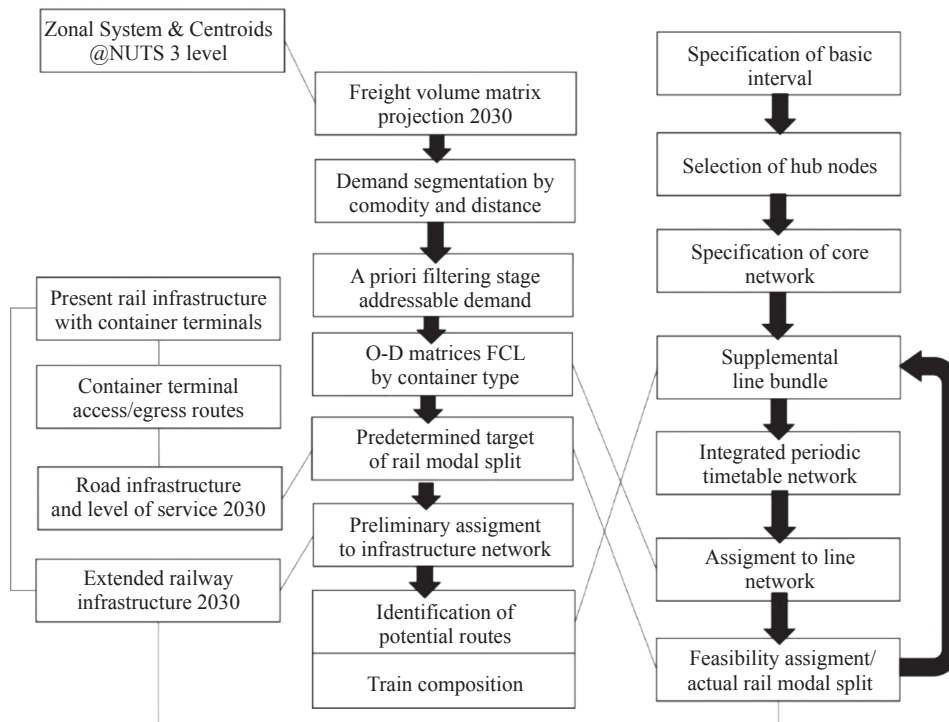 Zonal System & Centroids
@NUTS 3 level
Freight volume matrix
projection 2030
Demand segmentation by
comodity and distance
A priori filtering stage
addressable demand
O-D matrices FCL
by container type
Predetermined target
of rail modal split
Preliminary assigment
to infrastructure network
Identification of
potential routes
Train composition
Present rail infrastructure
with container terminals
Container terminal
access/egress routes
Road infrastructure
and level of service 2030
Extended railway
infrastructure 2030
Specification of basic
interval
Selection of hub nodes
Specification of core
network
Supplemental
line bundle
Integrated periodic
timetable network
Assigment to line
network
Feasibility assigment/
actual rail modal split